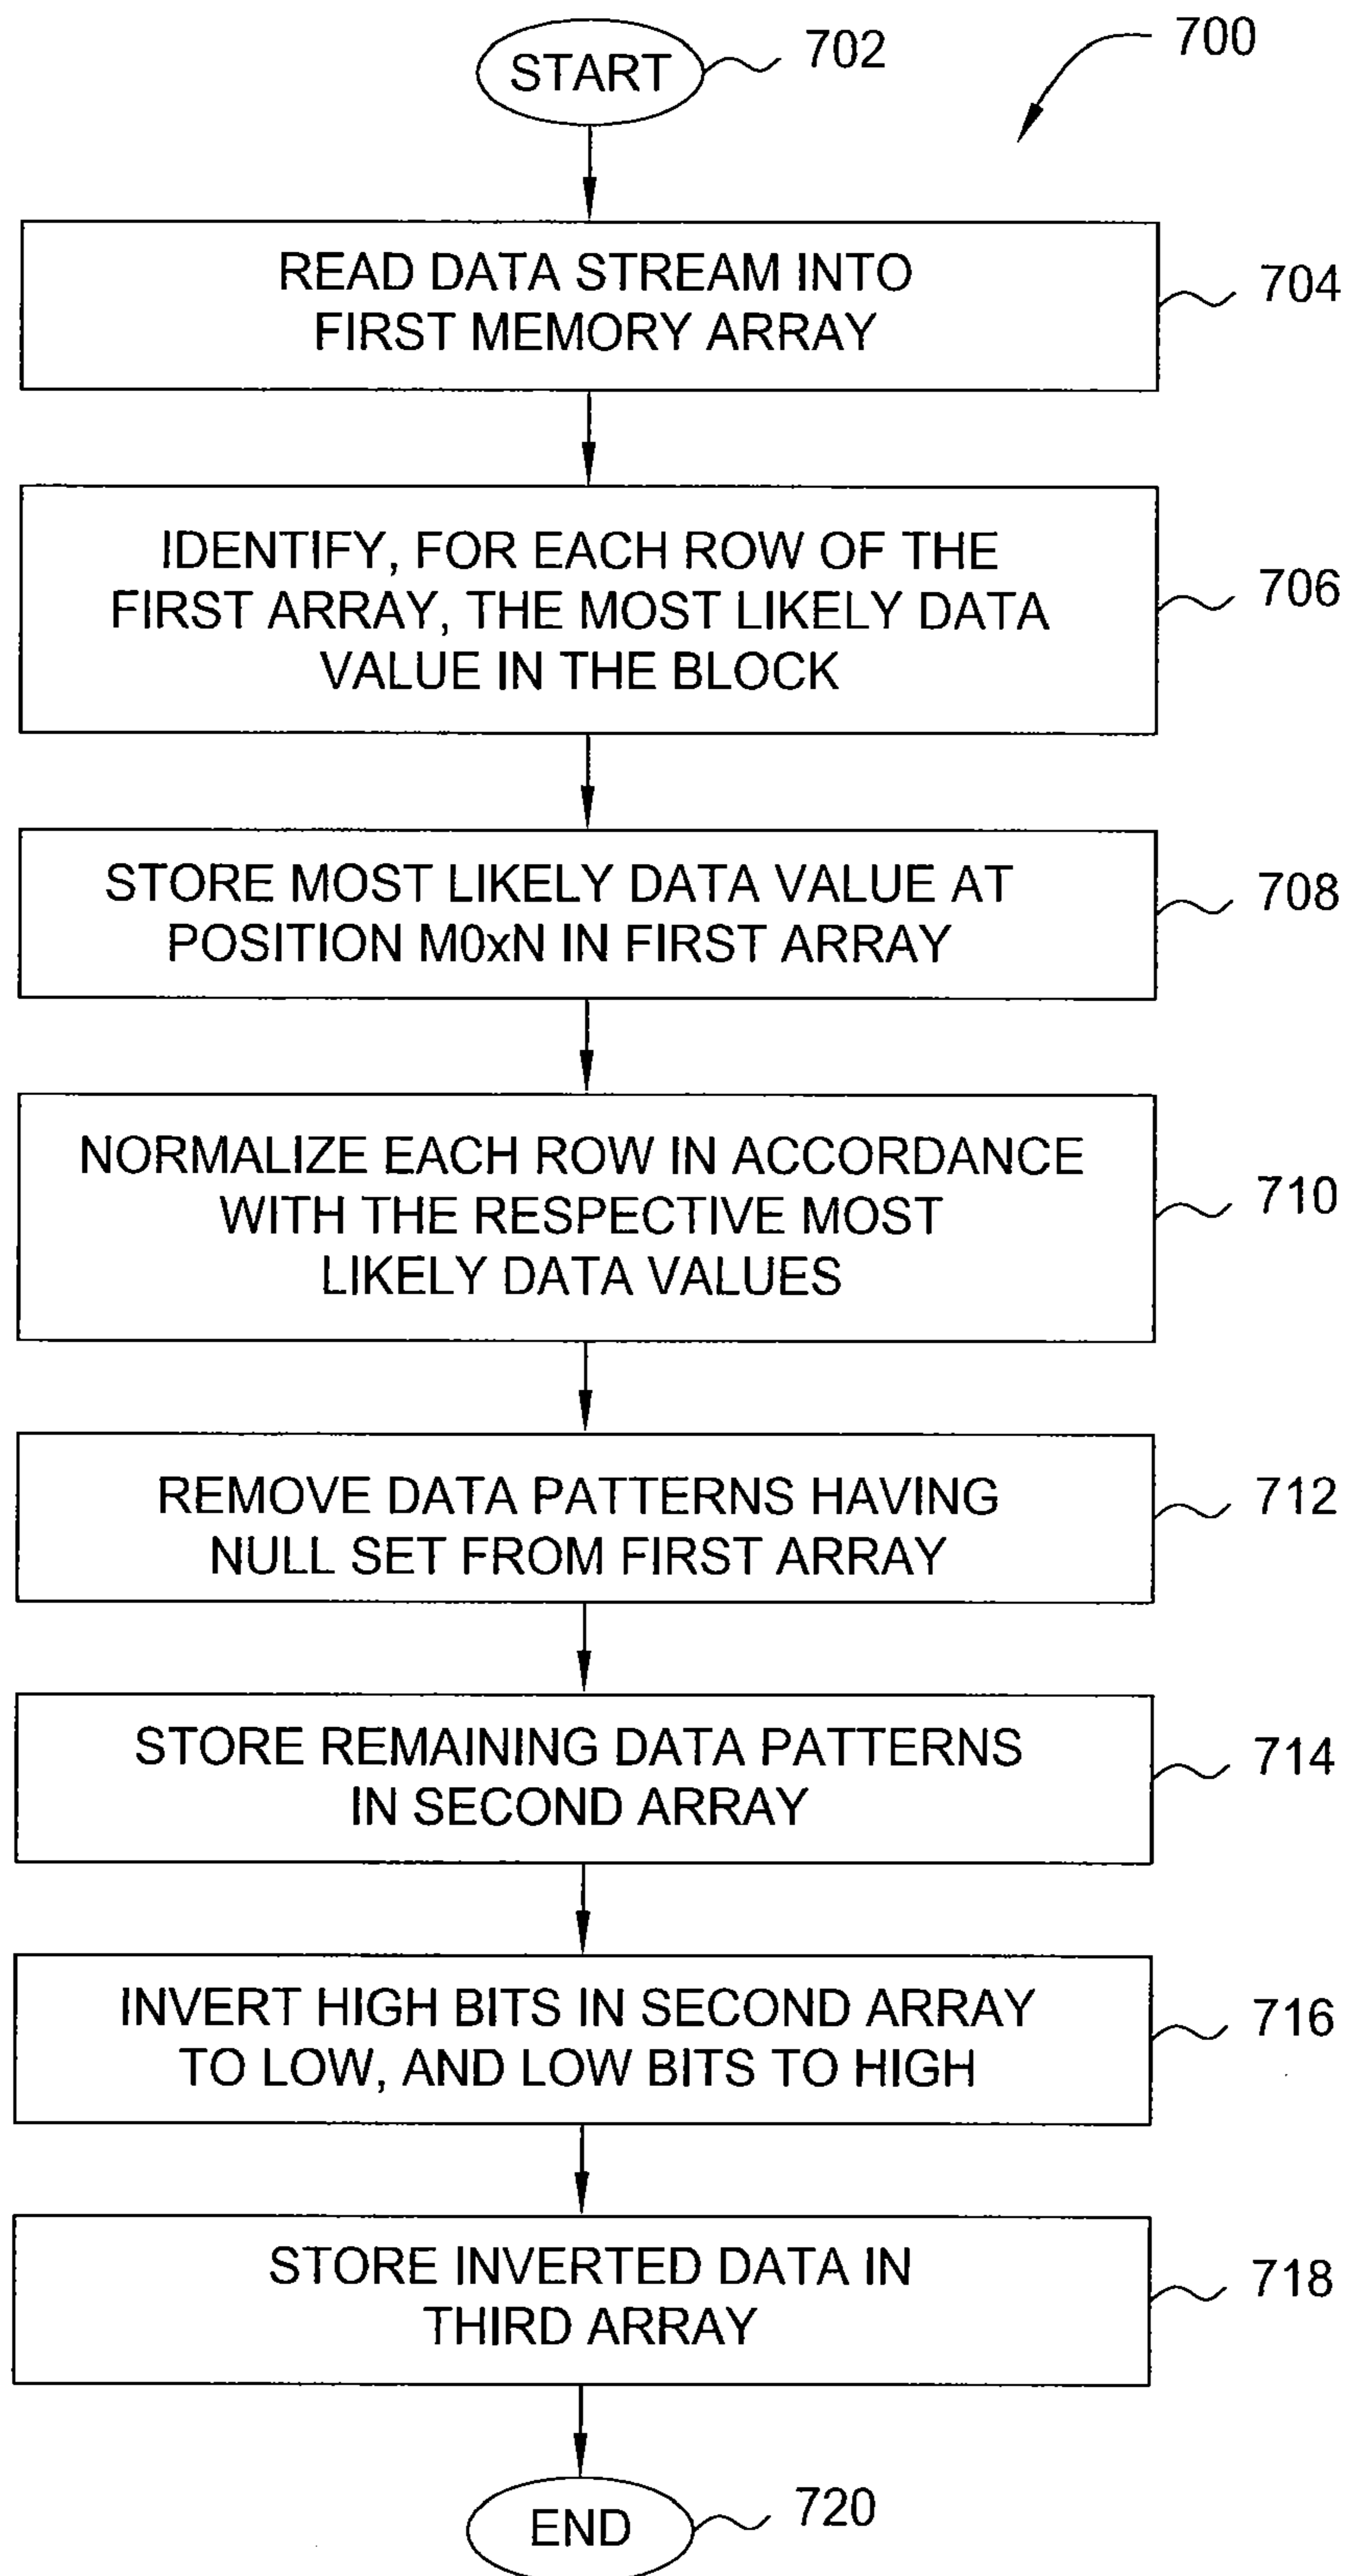 START
702
700
READ DATA STREAM INTO
FIRST MEMORY ARRAY
704
IDENTIFY, FOR EACH ROW OF THE
FIRST ARRAY, THE MOST LIKELY DATA
VALUE IN THE BLOCK
706
STORE MOST LIKELY DATA VALUE AT
POSITION M0xN IN FIRST ARRAY
708
NORMALIZE EACH ROW IN ACCORDANCE
WITH THE RESPECTIVE MOST
LIKELY DATA VALUES
710
REMOVE DATA PATTERNS HAVING
NULL SET FROM FIRST ARRAY
712
STORE REMAINING DATA PATTERNS
IN SECOND ARRAY
714
INVERT HIGH BITS IN SECOND ARRAY
TO LOW, AND LOW BITS TO HIGH
716
STORE INVERTED DATA IN
THIRD ARRAY
718
END
720